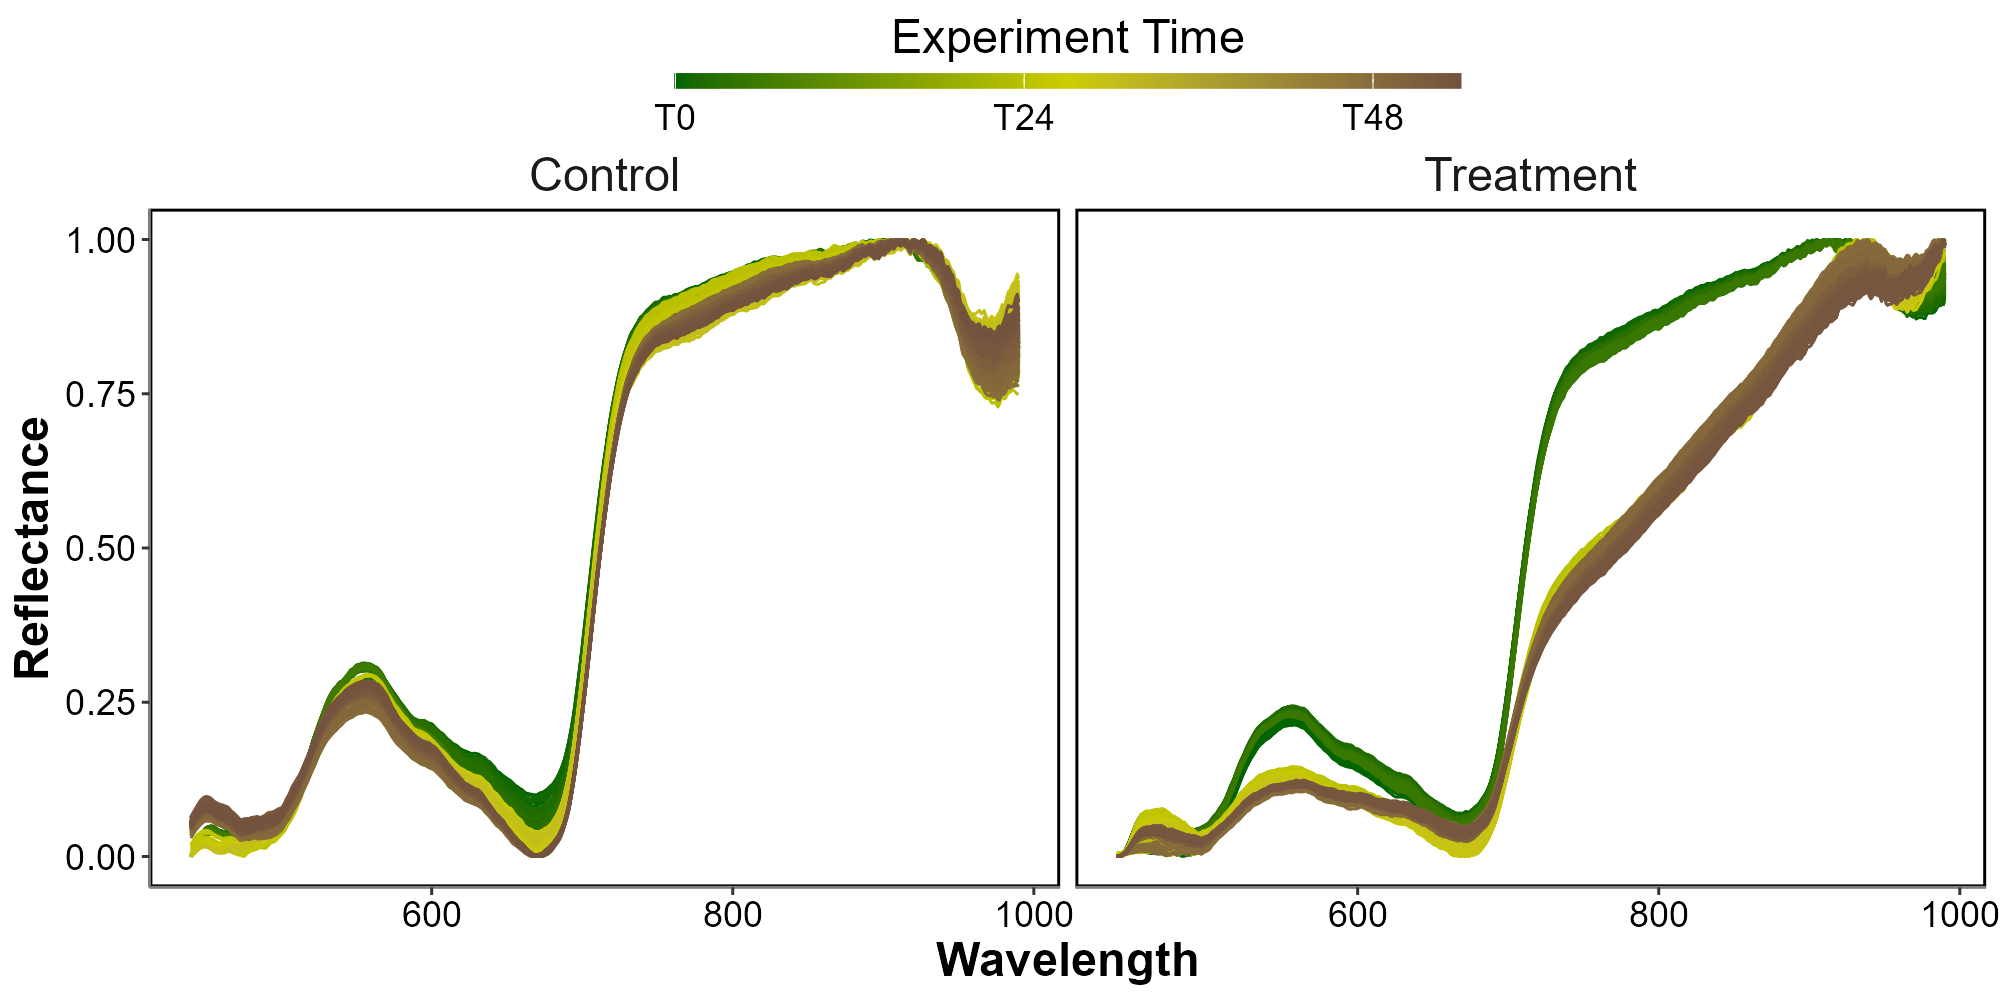 Experiment Time
T0 T24 T48
Control Treatment
1.00
0.75
0.50
0.25
0.00
Reflectance
600 800 1000 600 800 1000
Wavelength